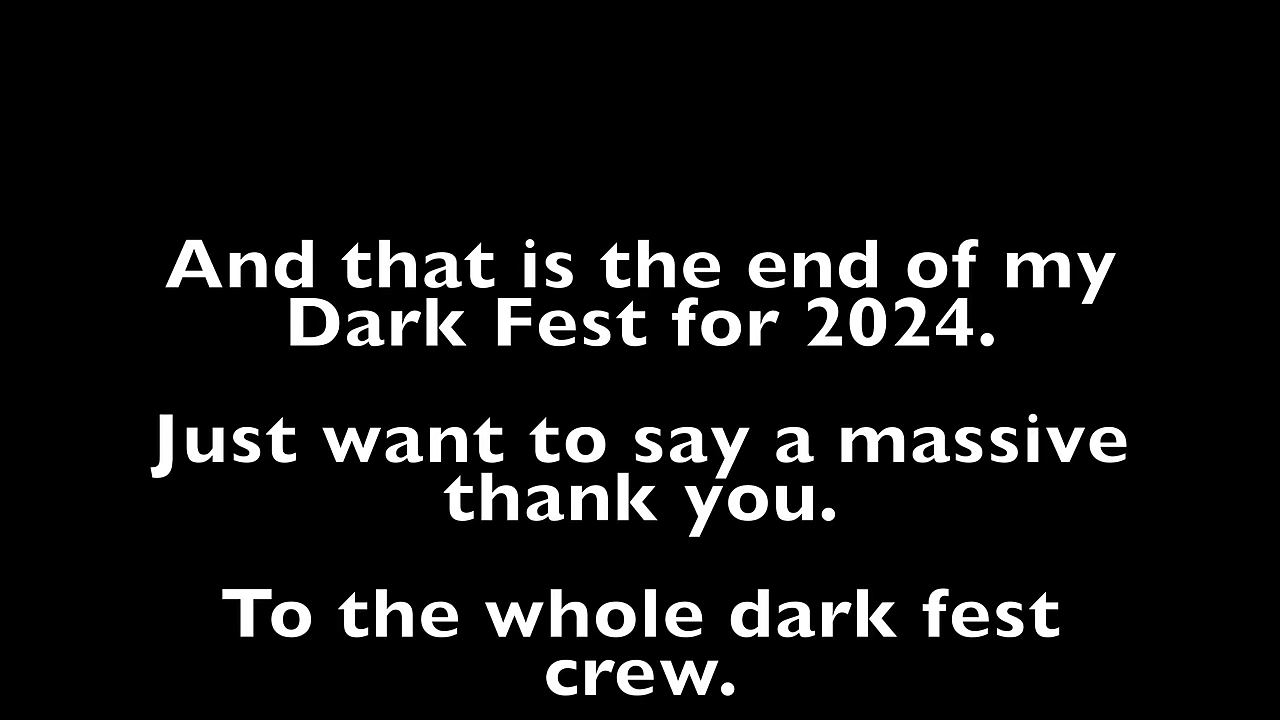 And that is the end of my
Dark Fest for 2024.
Just want to say a massive
thank you.
To the whole dark fest
crew.